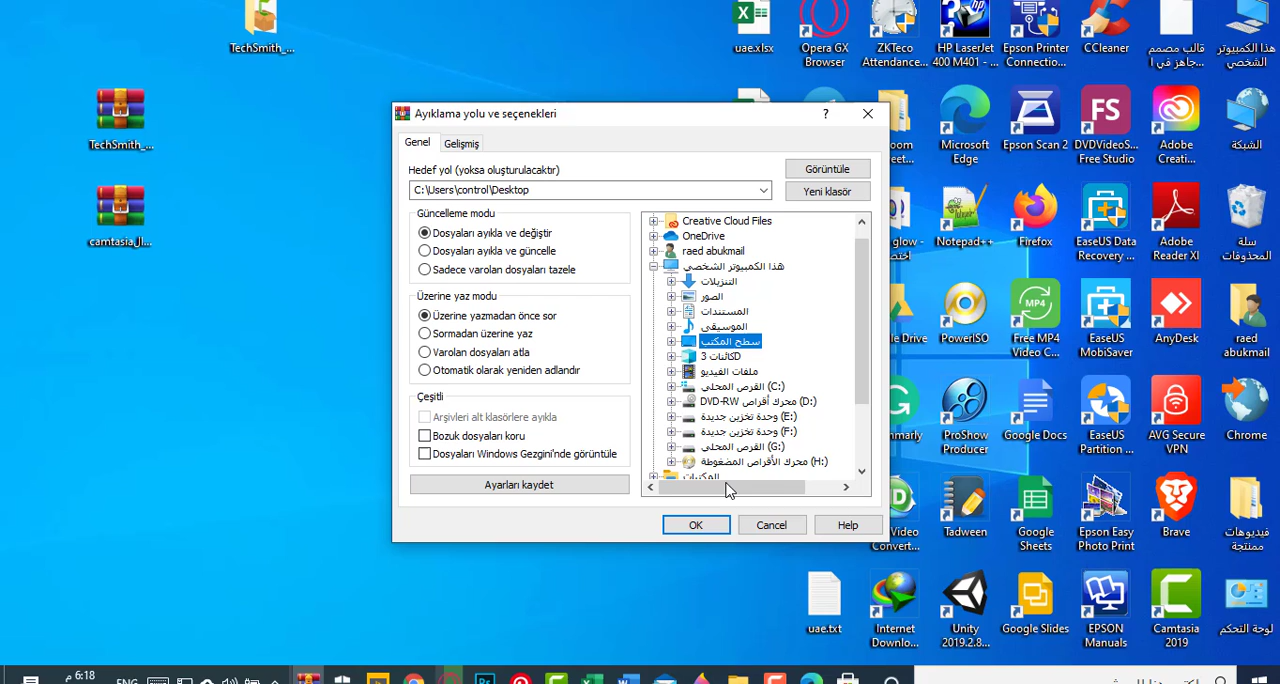 TechSmith_...
TechSmith_...
camtasiaال...
Ayıklama yolu ve seçenekleri
?
Genel
Gelişmiş
Hedef yol (yoksa oluşturulacaktır)
C:\Users\control\Desktop
Görüntüle
Yeni klasör
Güncelleme modu
Dosyaları ayıkla ve değiştir
Dosyaları ayıkla ve güncelle
Sadece varolan dosyaları tazele
Üzerine yaz modu
Üzerine yazmadan önce sor
Sormadan üzerine yaz
Varolan dosyaları atla
Otomatik olarak yeniden adlandır
Çeşitli
Arşivleri alt klasörlere ayıkla
Bozuk dosyaları koru
Dosyaları Windows Gezgini'nde görüntüle
Ayarları kaydet
Creative Cloud Files
OneDrive
raed abukmail
هذا الكمبيوتر الشخصي
التنزيلات
الصور
المستندات
الموسيقى
سطح المكتب
كائنات 3D
ملفات الفيديو
القرص المحلي (C:)
محرك أقراص DVD-RW (D:)
وحدة تخزين جديدة (E:)
وحدة تخزين جديدة (F:)
القرص المحلي (G:)
محرك الأقراص المضغوطة (H:)
المكتبات
OK
Cancel
Help
uae.xlsx
Opera GX
Browser
ZKTeco
Attendance...
HP LaserJet
400 M401 - ...
Epson Printer
Connectio...
CCleaner
قالب مصمم
جاهز في ا...
هذا الكمبيوتر
الشخصي
Microsoft
Edge
Epson Scan 2
FS
DVDVideoS...
Free Studio
Adobe
Creati...
الشبكة
Notepad++
Firefox
EaseUS Data
Recovery ...
Adobe
Reader XI
سلة
المحذوفات
PowerISO
MP4
Free MP4
Video C...
EaseUS
MobiSaver
AnyDesk
raed
abukmail
ProShow
Producer
Google Docs
EaseUS
Partition ...
AVG Secure
VPN
Chrome
Tadween
Google
Sheets
Epson Easy
Photo Print
Brave
فيديوهات
ممنتجة
uae.txt
Internet
Downlo...
Unity
2019.2.8...
Google Slides
EPSON
Manuals
Camtasia
2019
لوحة التحكم
6:18 م
ENG